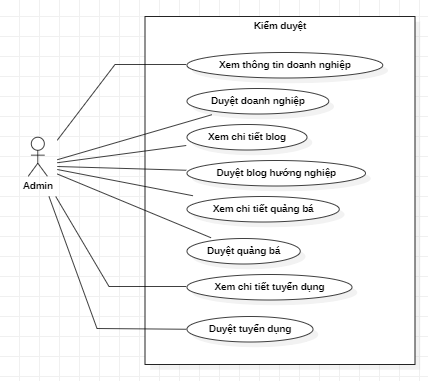 Kiểm duyệt
Xem thông tin doanh nghiệp
Duyệt doanh nghiệp
Xem chi tiết blog
Duyệt blog hướng nghiệp
Admin
Xem chi tiết quảng bá
Duyệt quảng bá
Xem chi tiết tuyển dụng
Duyệt tuyển dụng